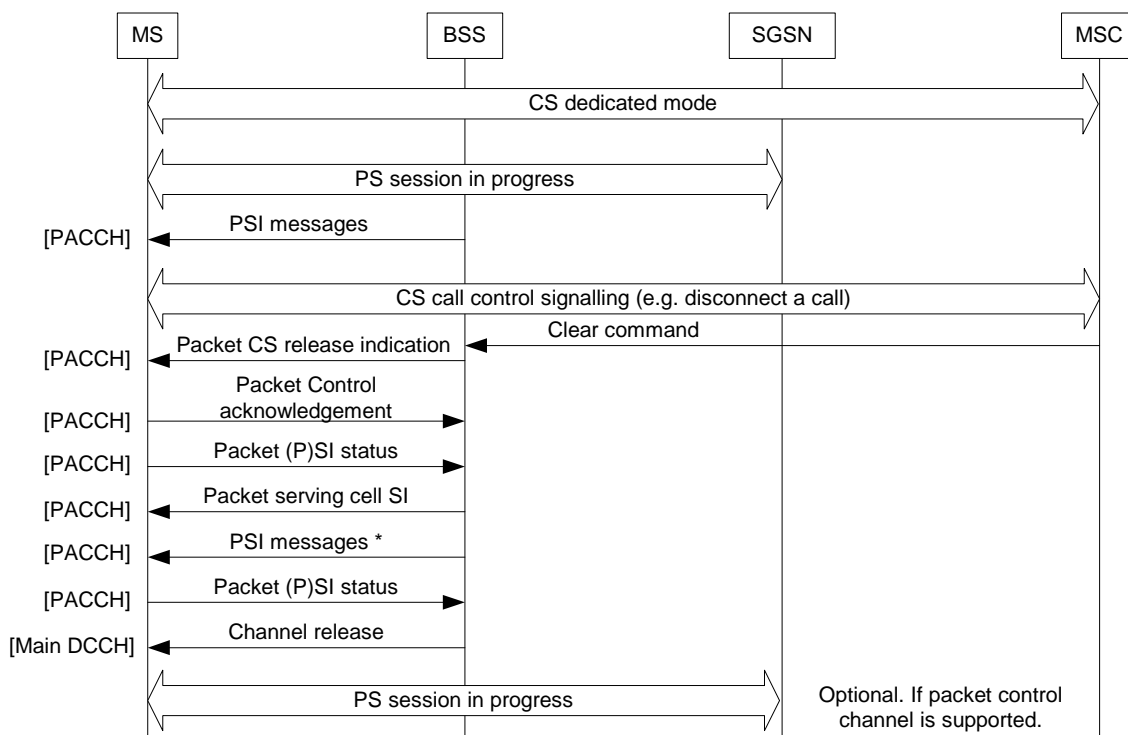 MS BSS SGSN MSC
CS dedicated mode
PS session in progress
PSI messages
[PACCH]
CS call control signalling (e.g. disconnect a call)
Clear command
Packet CS release indication
[PACCH]
Packet Control
acknowledgement
[PACCH]
Packet (P)SI status
[PACCH]
Packet serving cell SI
[PACCH]
PSI messages *
[PACCH]
Packet (P)SI status
[PACCH]
Channel release
[Main DCCH]
PS session in progress
Optional. If packet control
channel is supported.